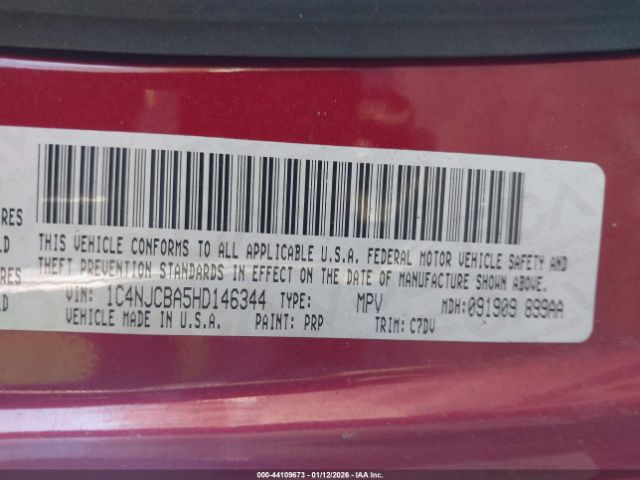 RES
LD
RES
LD
THIS VEHICLE CONFORMS TO ALL APPLICABLE U.S.A. FEDERAL MOTOR VEHICLE SAFETY AND
THEFT PREVENTION STANDARDS IN EFFECT ON THE DATE OF MANUFACTURE SHOWN ABOVE.
VIN: 1C4NJCBA5HD146344 TYPE: MPV MDH:091909 899AA
VEHICLE MADE IN U.S.A. PAINT: PRP TRIM: C7DV
000-44109673 - 01/12/2026 - IAA Inc.